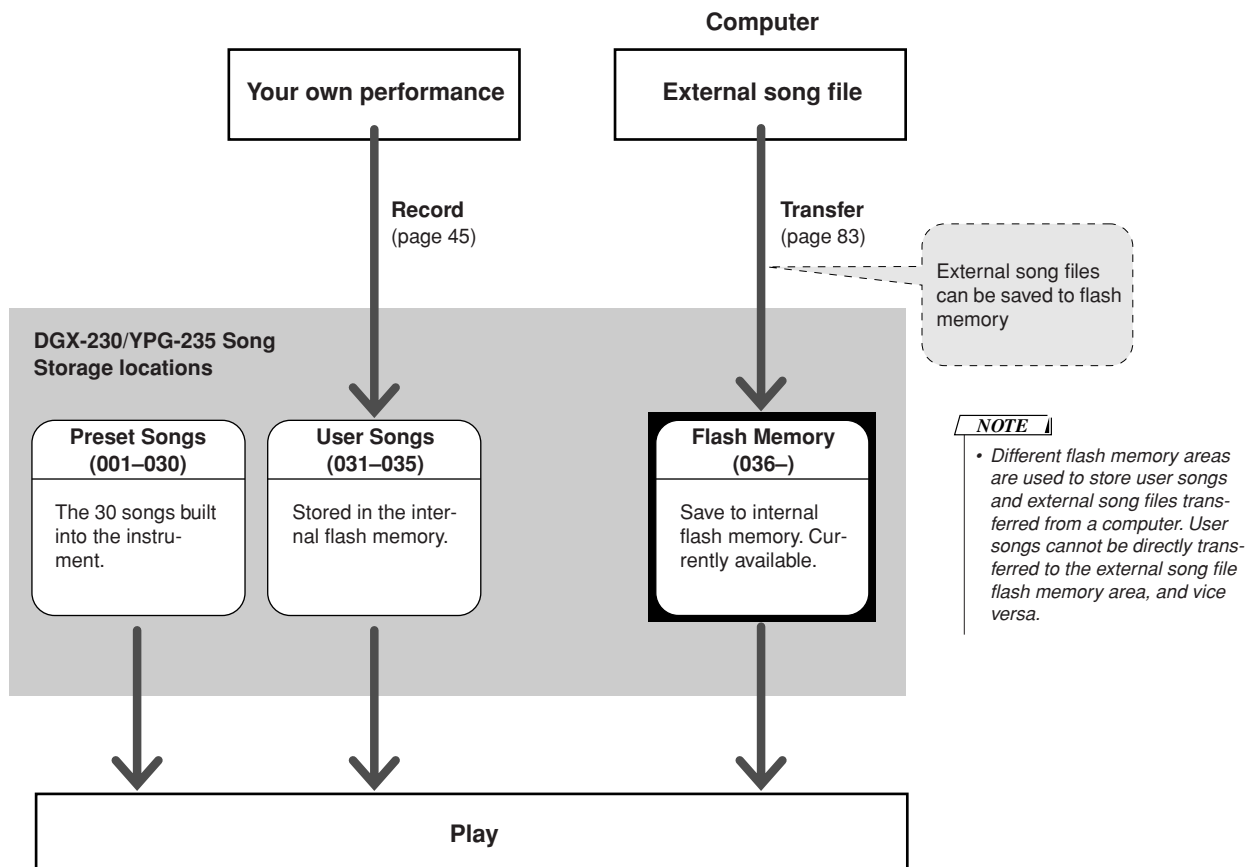 Computer
Your own performance
External song file
Record
(page 45)
Transfer
(page 83)
External song files
can be saved to flash
memory
DGX-230/YPG-235 Song
Storage locations
Preset Songs
(001–030)
The 30 songs built
into the instru-
ment.
User Songs
(031–035)
Stored in the inter-
nal flash memory.
Flash Memory
(036–)
Save to internal
flash memory. Cur-
rently available.
NOTE
• Different flash memory areas
are used to store user songs
and external song files trans-
ferred from a computer. User
songs cannot be directly trans-
ferred to the external song file
flash memory area, and vice
versa.
Play